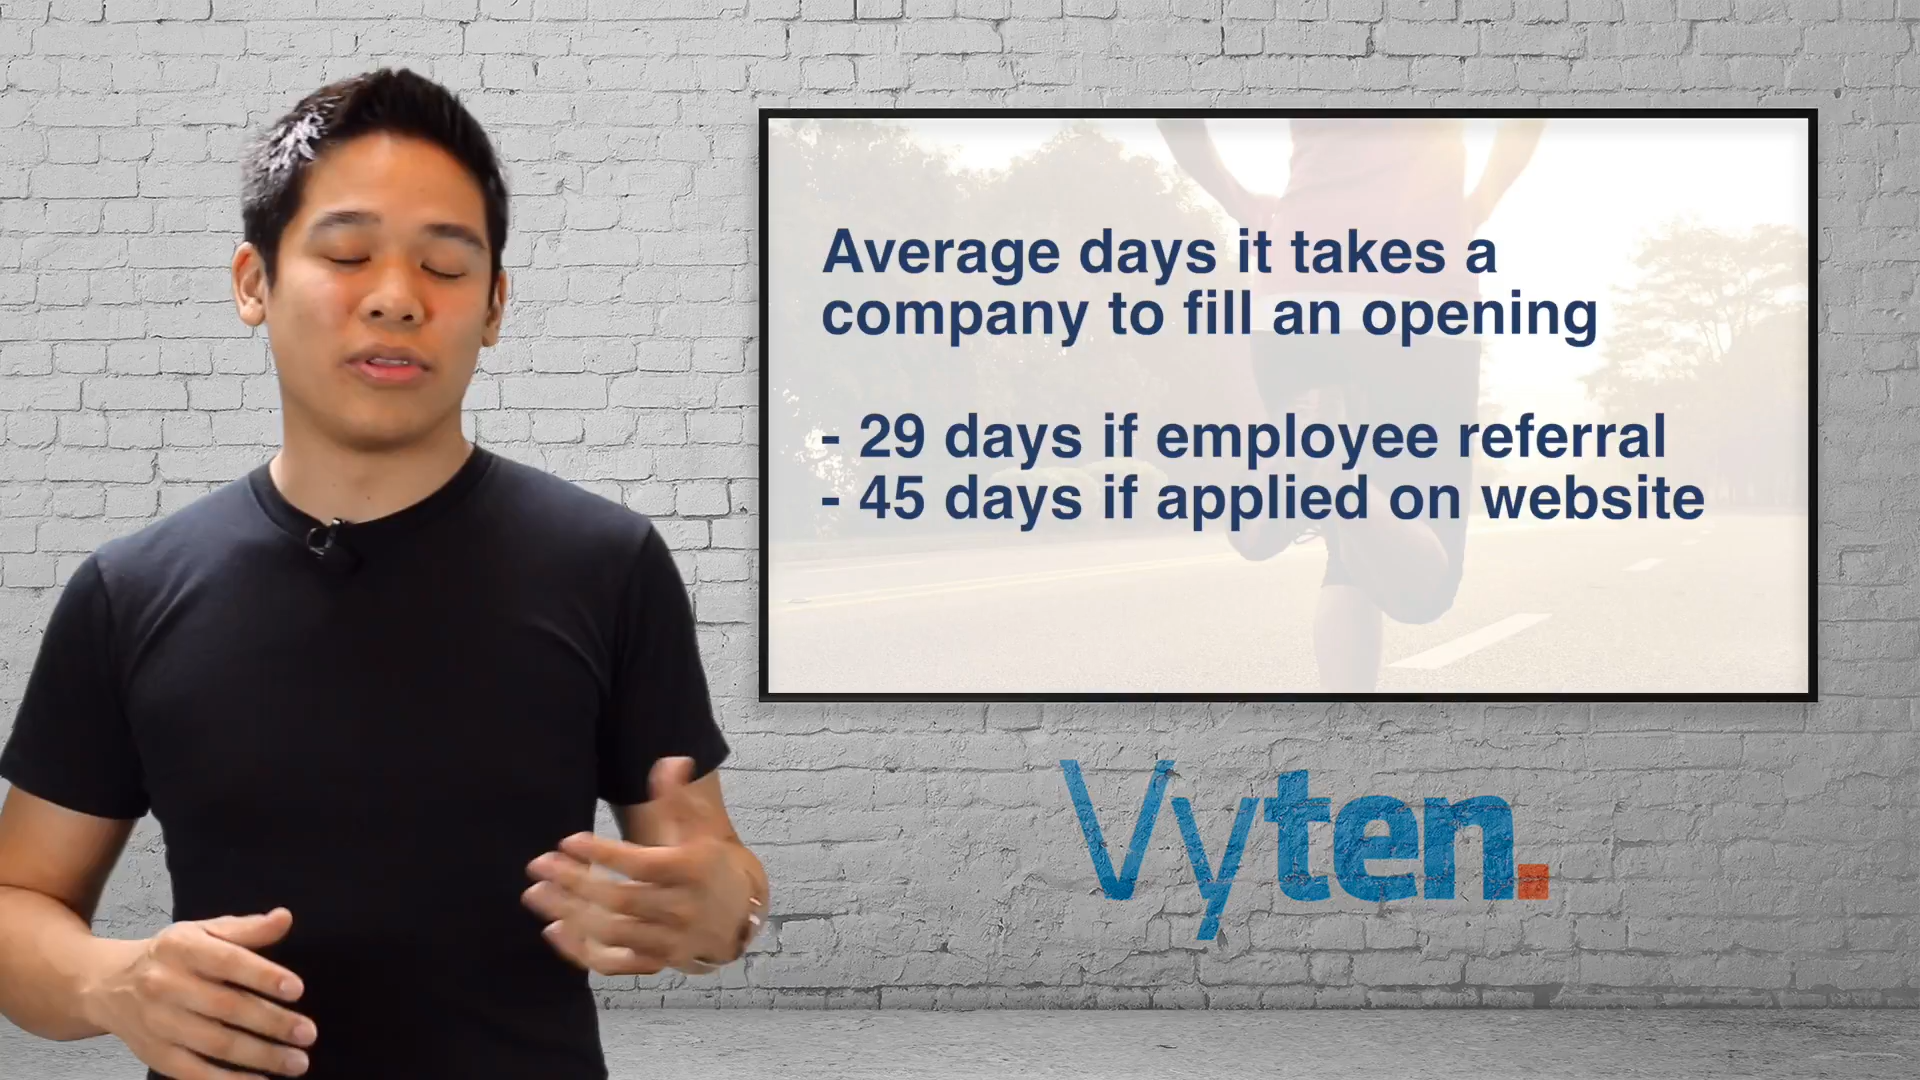 Average days it takes a
company to fill an opening
- 29 days if employee referral
- 45 days if applied on website
Vyten.